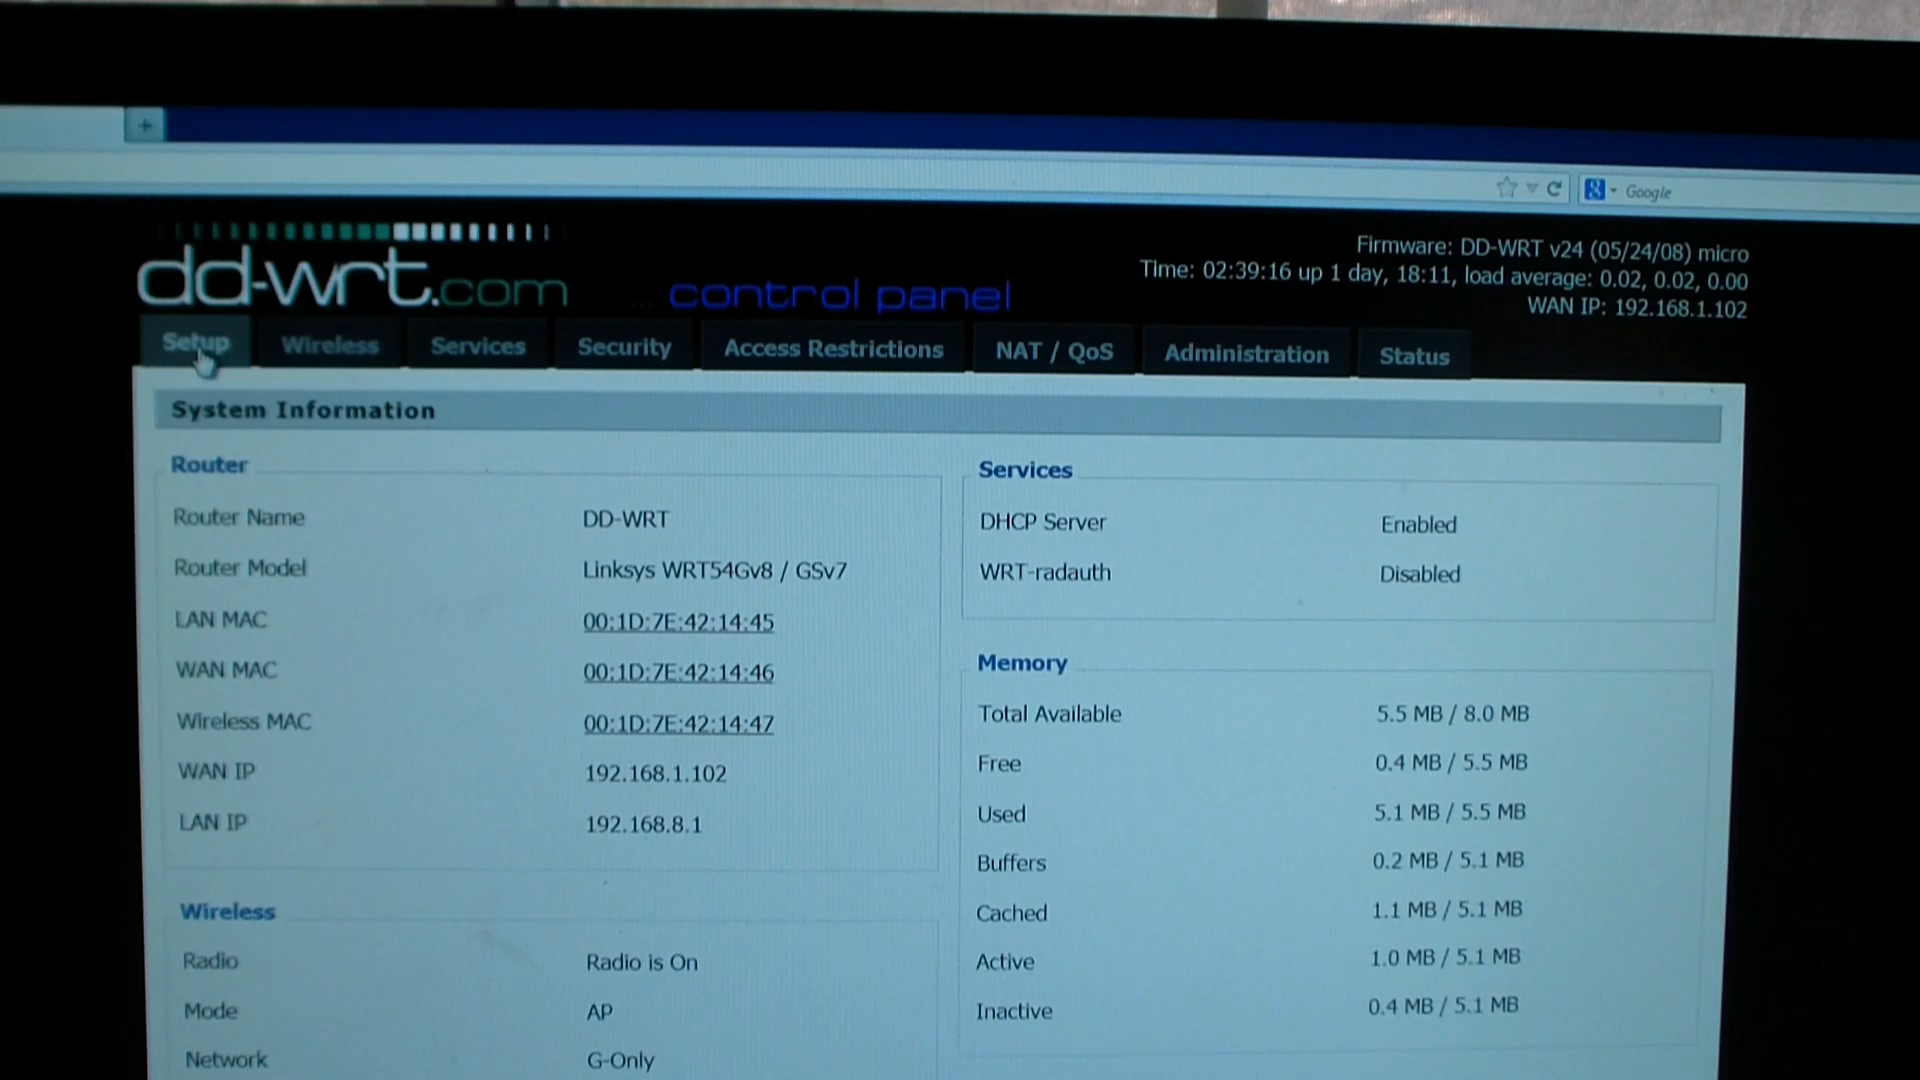 +
Google
dd-wrt.com
... control panel
Firmware: DD-WRT v24 (05/24/08) micro
Time: 02:39:16 up 1 day, 18:11, load average: 0.02, 0.02, 0.00
WAN IP: 192.168.1.102
Setup Wireless Services Security Access Restrictions NAT / QoS Administration Status
System Information
Router
Router Name DD-WRT
Router Model Linksys WRT54Gv8 / GSv7
LAN MAC 00:1D:7E:42:14:45
WAN MAC 00:1D:7E:42:14:46
Wireless MAC 00:1D:7E:42:14:47
WAN IP 192.168.1.102
LAN IP 192.168.8.1
Wireless
Radio Radio is On
Mode AP
Network G-Only
Services
DHCP Server Enabled
WRT-radauth Disabled
Memory
Total Available 5.5 MB / 8.0 MB
Free 0.4 MB / 5.5 MB
Used 5.1 MB / 5.5 MB
Buffers 0.2 MB / 5.1 MB
Cached 1.1 MB / 5.1 MB
Active 1.0 MB / 5.1 MB
Inactive 0.4 MB / 5.1 MB